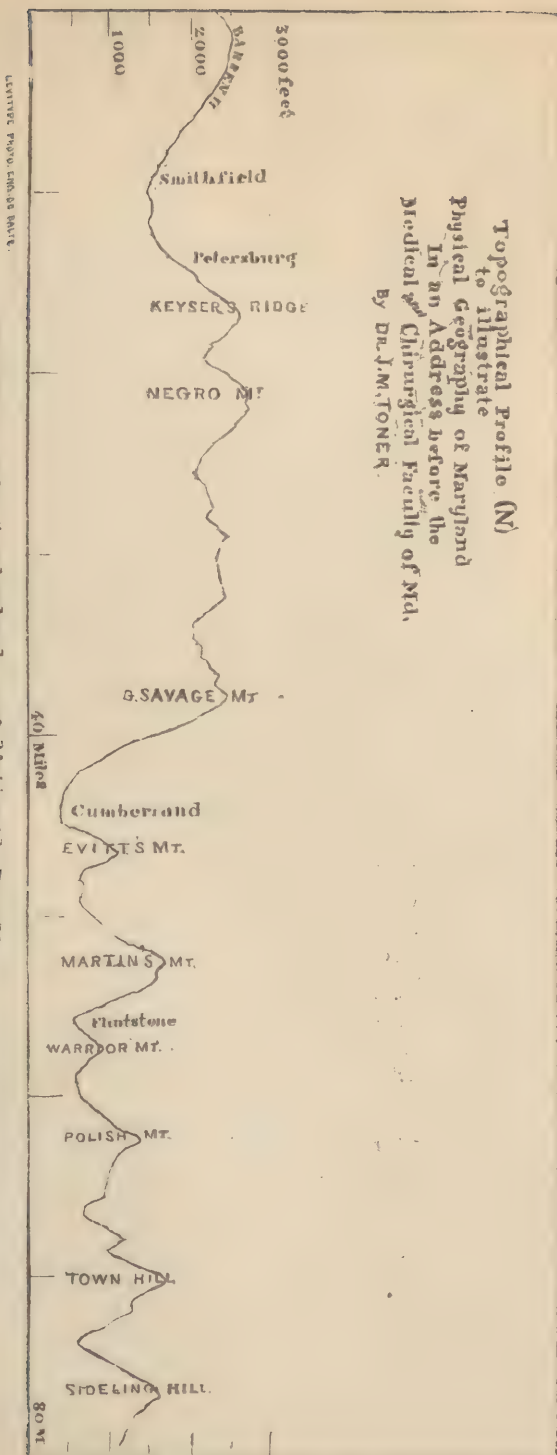 Topographical Profile (N)
to illustrate
Physical Geography of Maryland
In an Address before the
Medical and Chirurgical Faculty of Md.
By DR. J. M. TONER.
3000 feet
2000
1000
BARREN H
Smithfield
Petersburg
KEYSER'S RIDGE
NEGRO MT
G. SAVAGE MT
40 Miles
Cumberland
EVITT'S MT.
MARTINS MT.
Flintstone
WARRIOR MT.
POLISH MT.
TOWN HILL
SIDELING HILL.
80 M